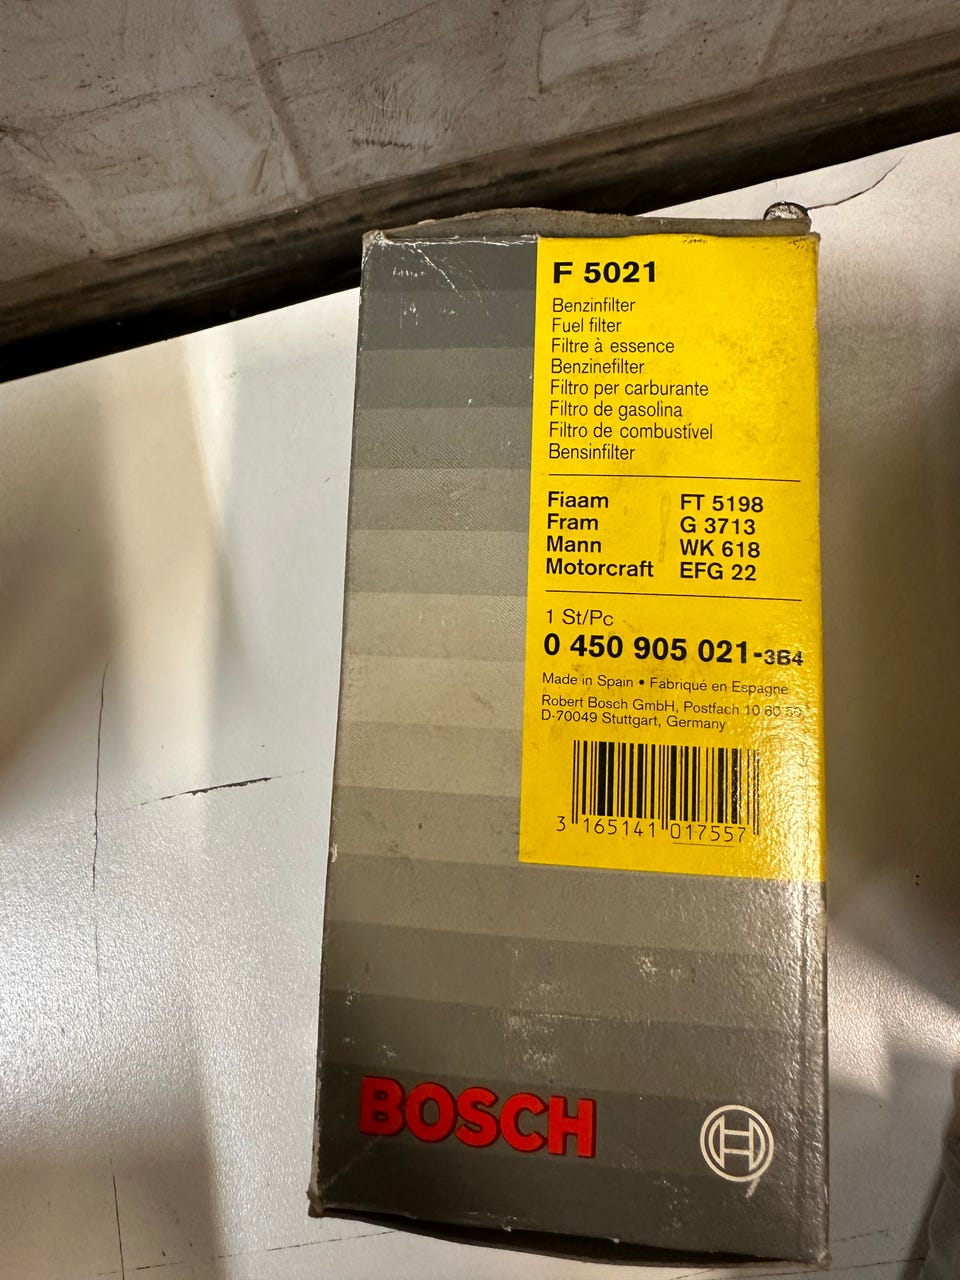 F 5021
Benzinfilter
Fuel filter
Filtre à essence
Benzinefilter
Filtro per carburante
Filtro de gasolina
Filtro de combustível
Bensinfilter
Fiaam FT 5198
Fram G 3713
Mann WK 618
Motorcraft EFG 22
1 St/Pc
0 450 905 021-3B4
Made in Spain • Fabriqué en Espagne
Robert Bosch GmbH, Postfach 10 60
D-70049 Stuttgart, Germany
3 165141 017557
BOSCH